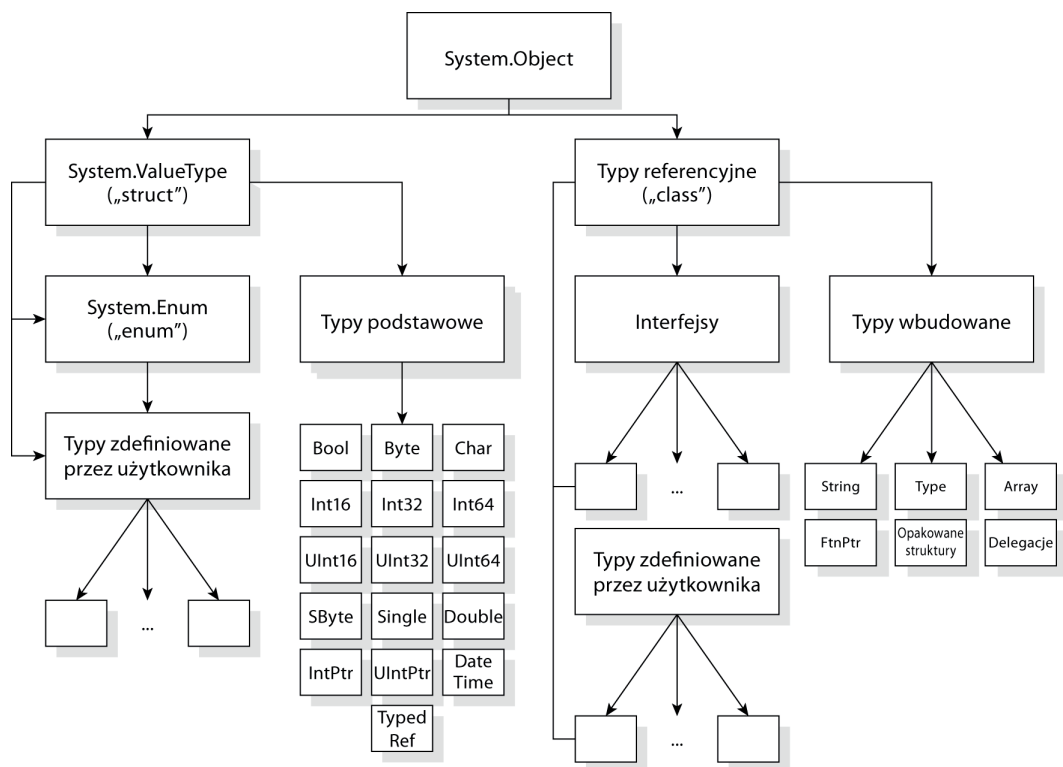 System.Object
System.ValueType
(„struct”)
Typy referencyjne
(„class”)
System.Enum
(„enum”)
Typy podstawowe
Interfejsy
Typy wbudowane
Typy zdefiniowane
przez użytkownika
Bool
Byte
Char
Int16
Int32
Int64
UInt16
UInt32
UInt64
SByte
Single
Double
IntPtr
UIntPtr
Date
Time
Typed
Ref
...
...
String
Type
Array
FtnPtr
Opakowane
struktury
Delegacje
Typy zdefiniowane
przez użytkownika
...